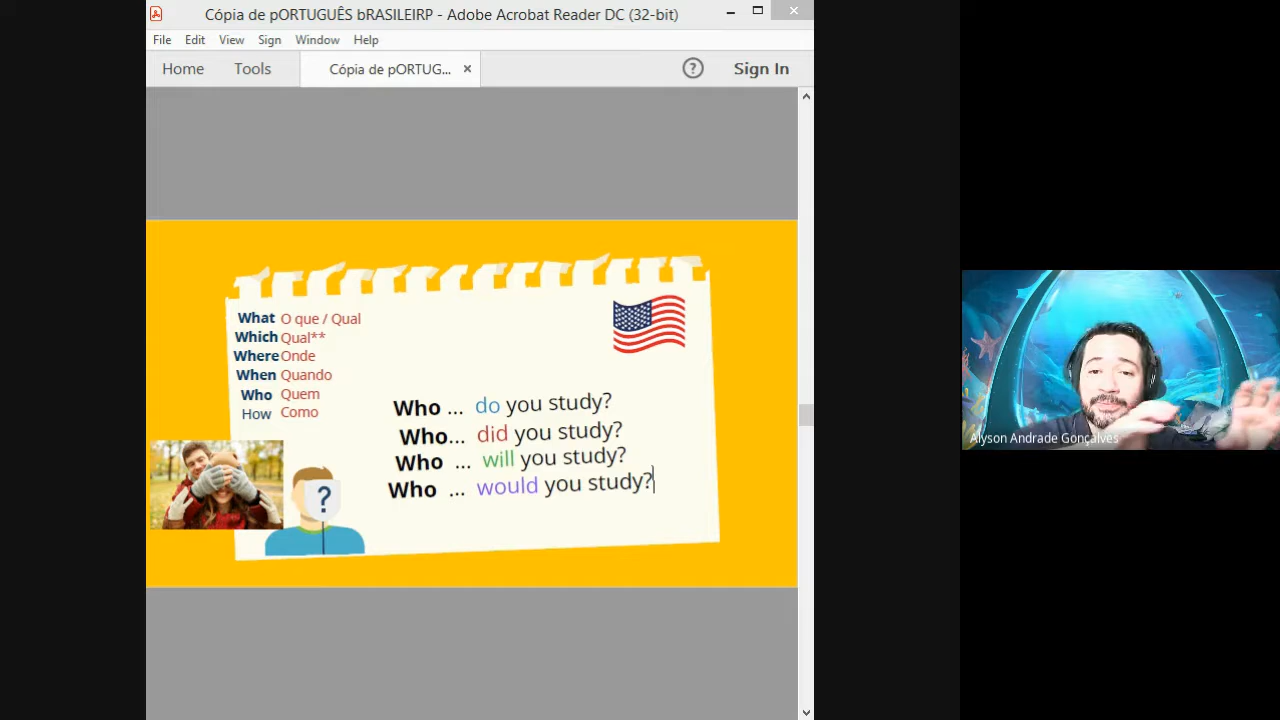 Cópia de pORTUGUÊS bRASILEIRP - Adobe Acrobat Reader DC (32-bit)
File Edit View Sign Window Help
Home Tools Cópia de pORTUG... × ? Sign In
What O que / Qual
Which Qual**
Where Onde
When Quando
Who Quem
How Como
Who ... do you study?
Who... did you study?
Who ... will you study?
Who ... would you study?
?
Alyson Andrade Gonçalves